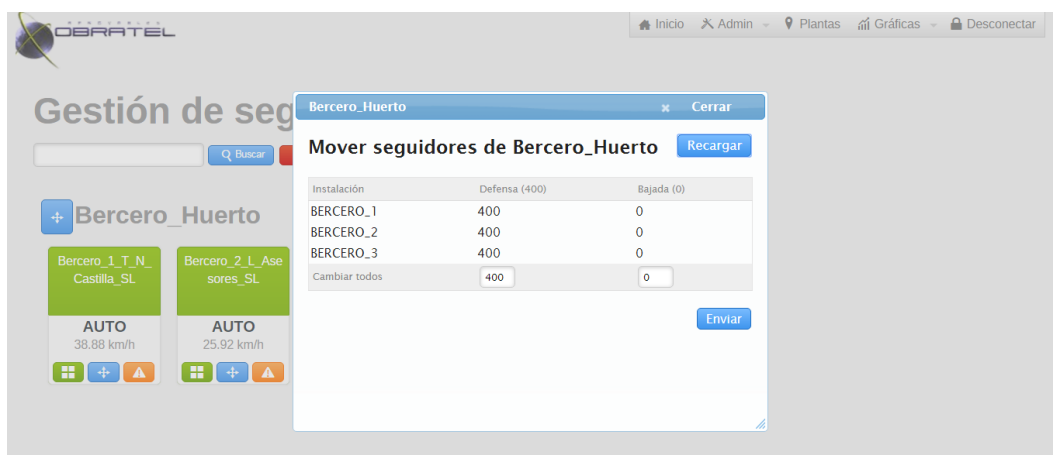 OBRATEL
Inicio Admin Plantas Gráficas Desconectar
Gestión de seg
Buscar
Bercero_Huerto
Bercero_1_T_N_
Castilla_SL
AUTO
38.88 km/h
Bercero_2_L_Ase
sores_SL
AUTO
25.92 km/h
Bercero_Huerto Cerrar
Mover seguidores de Bercero_Huerto Recargar
Instalación Defensa (400) Bajada (0)
BERCERO_1 400 0
BERCERO_2 400 0
BERCERO_3 400 0
Cambiar todos 400 0
Enviar